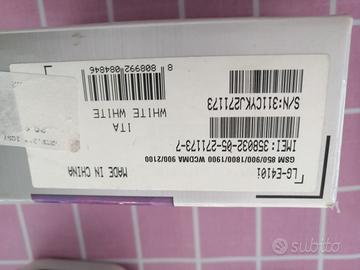 LG-E410i
MADE IN CHINA
GSM 850/900/1800/1900 WCDMA 900/2100
IMEI: 358032-05-271173-7
ITA
WHITE WHITE
S/N:311CYKJ271173
8 808992 084846
subito